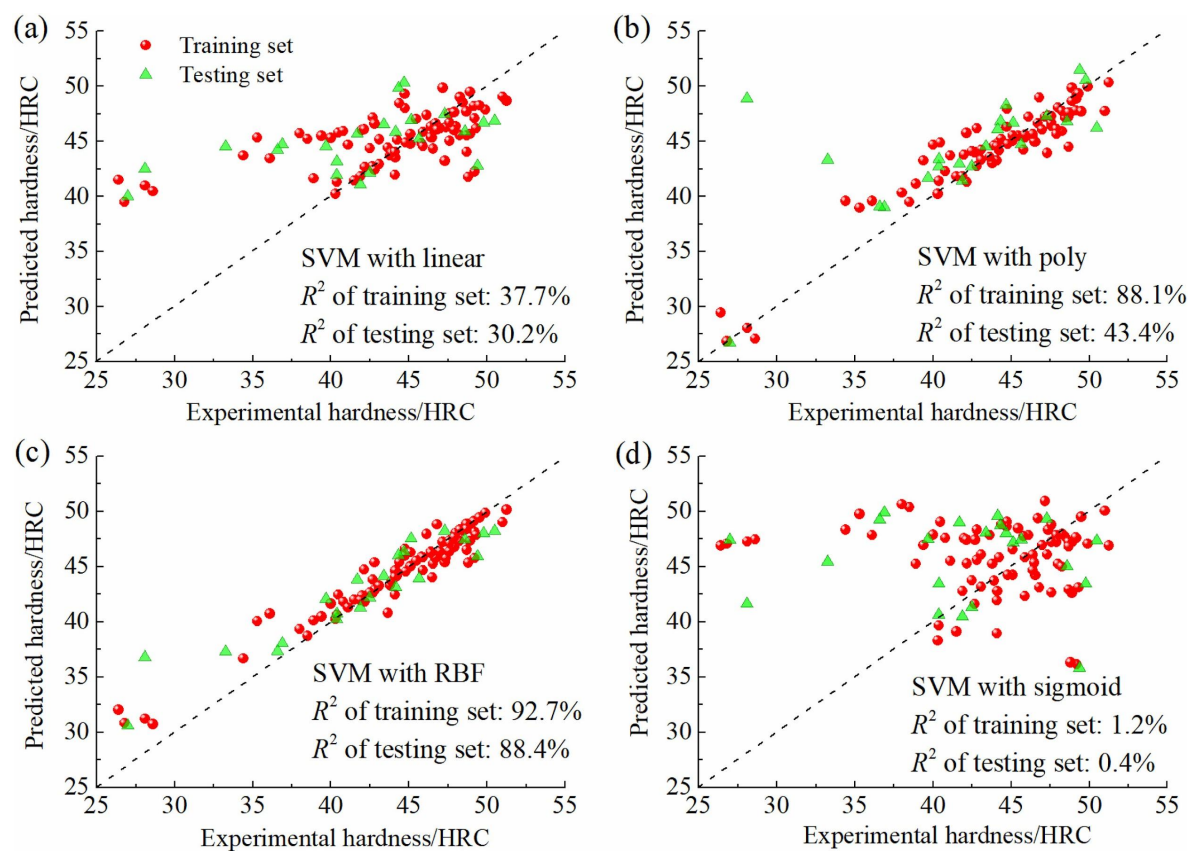 (a)
55
50
45
40
35
30
25
Predicted hardness/HRC
Training set
Testing set
SVM with linear
R² of training set: 37.7%
R² of testing set: 30.2%
25 30 35 40 45 50 55
Experimental hardness/HRC
(b)
55
50
45
40
35
30
25
Predicted hardness/HRC
SVM with poly
R² of training set: 88.1%
R² of testing set: 43.4%
25 30 35 40 45 50 55
Experimental hardness/HRC
(c)
55
50
45
40
35
30
25
Predicted hardness/HRC
SVM with RBF
R² of training set: 92.7%
R² of testing set: 88.4%
25 30 35 40 45 50 55
Experimental hardness/HRC
(d)
55
50
45
40
35
30
25
Predicted hardness/HRC
SVM with sigmoid
R² of training set: 1.2%
R² of testing set: 0.4%
25 30 35 40 45 50 55
Experimental hardness/HRC